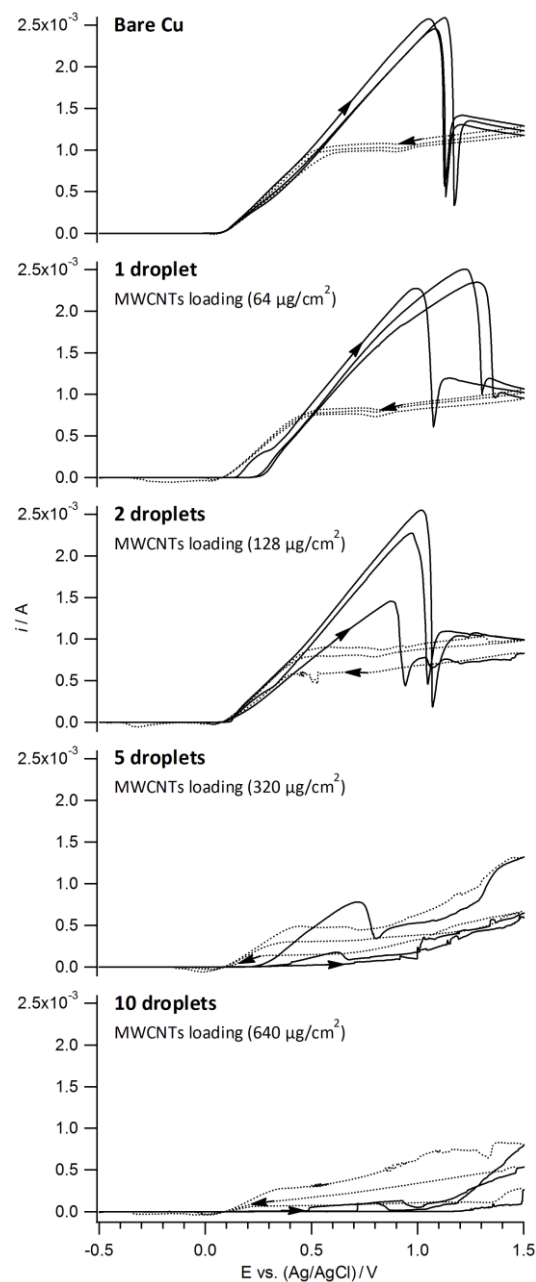 Bare Cu
2.5x10-3
2.0
1.5
1.0
0.5
0.0
1 droplet
MWCNTs loading (64 µg/cm2)
2.5x10-3
2.0
1.5
1.0
0.5
0.0
2 droplets
MWCNTs loading (128 µg/cm2)
2.5x10-3
2.0
1.5
1.0
0.5
0.0
i / A
5 droplets
MWCNTs loading (320 µg/cm2)
2.5x10-3
2.0
1.5
1.0
0.5
0.0
10 droplets
MWCNTs loading (640 µg/cm2)
2.5x10-3
2.0
1.5
1.0
0.5
0.0
-0.5 0.0 0.5 1.0 1.5
E vs. (Ag/AgCl) / V